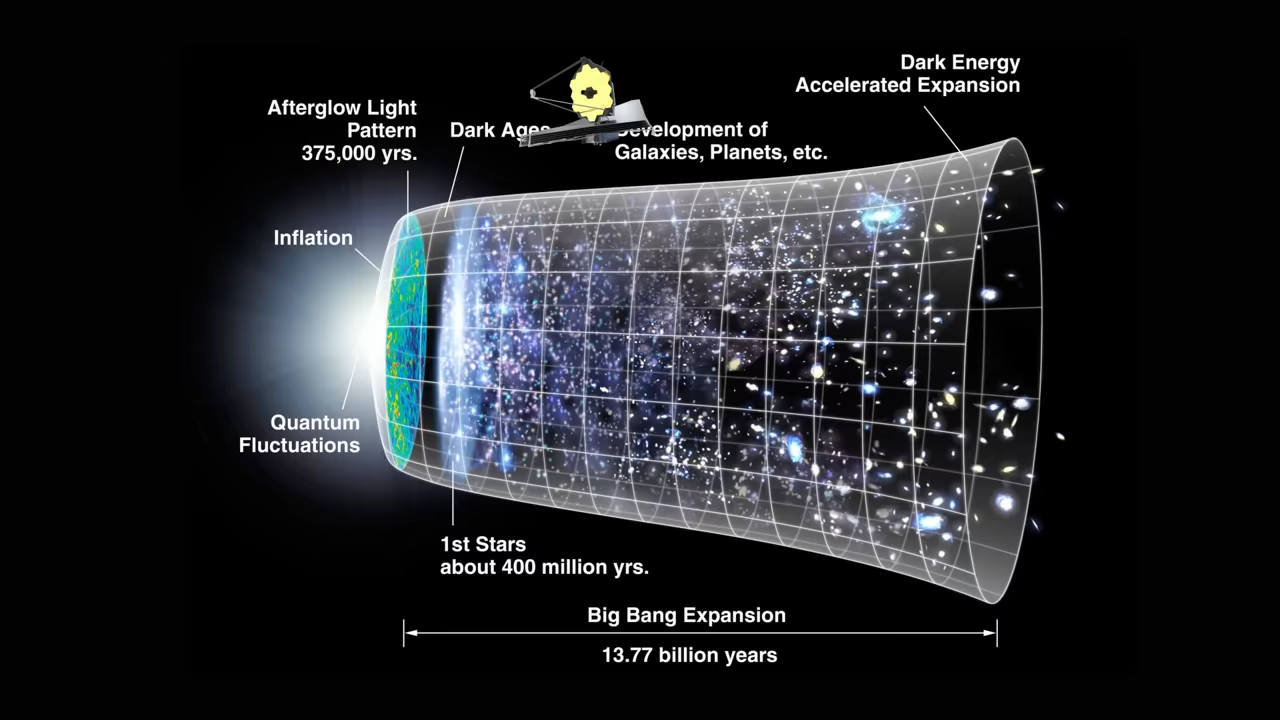 Dark Energy
Accelerated Expansion
Afterglow Light
Pattern
375,000 yrs.
Dark Ages
Development of
Galaxies, Planets, etc.
Inflation
Quantum
Fluctuations
1st Stars
about 400 million yrs.
Big Bang Expansion
13.77 billion years